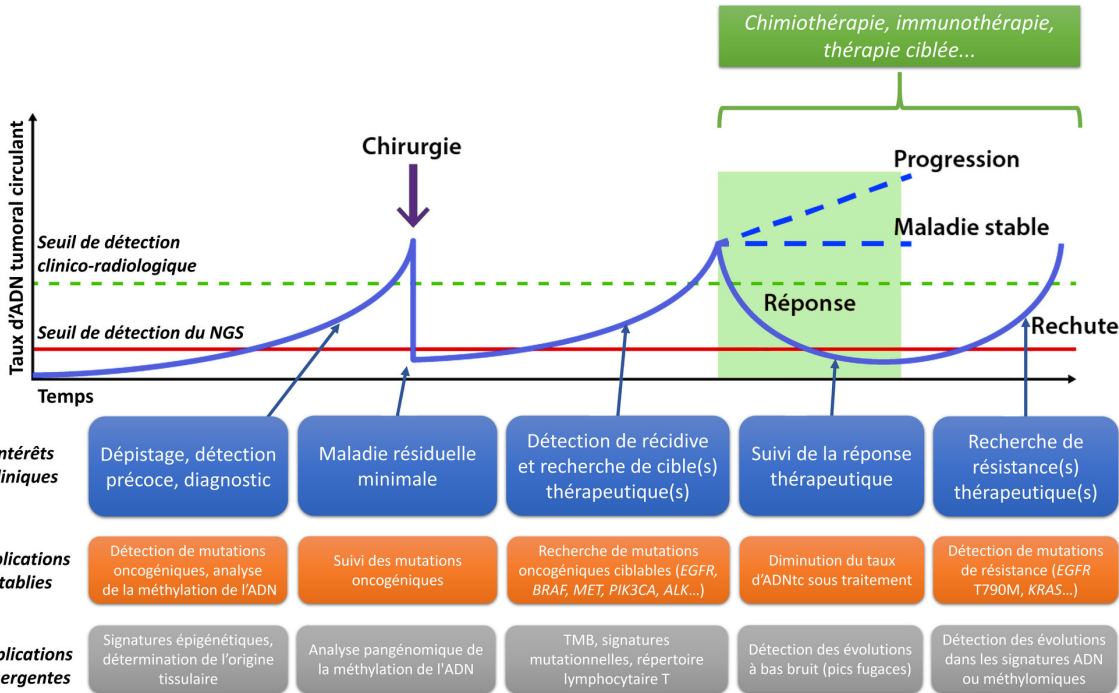 Chimiothérapie, immunothérapie,
thérapie ciblée...
Chirurgie
Progression
Maladie stable
Réponse
Rechute
Taux d'ADN tumoral circulant
Seuil de détection
clinico-radiologique
Seuil de détection du NGS
Temps
ntérêts
liniques
Dépistage, détection
précoce, diagnostic
Maladie résiduelle
minimale
Détection de récidive
et recherche de cible(s)
thérapeutique(s)
Suivi de la réponse
thérapeutique
Recherche de
résistance(s)
thérapeutique(s)
plications
tablies
Détection de mutations
oncogéniques, analyse
de la méthylation de l'ADN
Suivi des mutations
oncogéniques
Recherche de mutations
oncogéniques ciblables (EGFR,
BRAF, MET, PIK3CA, ALK...)
Diminution du taux
d'ADNtc sous traitement
Détection de mutations
de résistance (EGFR
T790M, KRAS...)
plications
ergentes
Signatures épigénétiques,
détermination de l'origine
tissulaire
Analyse pangénomique de
la méthylation de l'ADN
TMB, signatures
mutationnelles, répertoire
lymphocytaire T
Détection des évolutions
à bas bruit (pics fugaces)
Détection des évolutions
dans les signatures ADN
ou méthylomiques